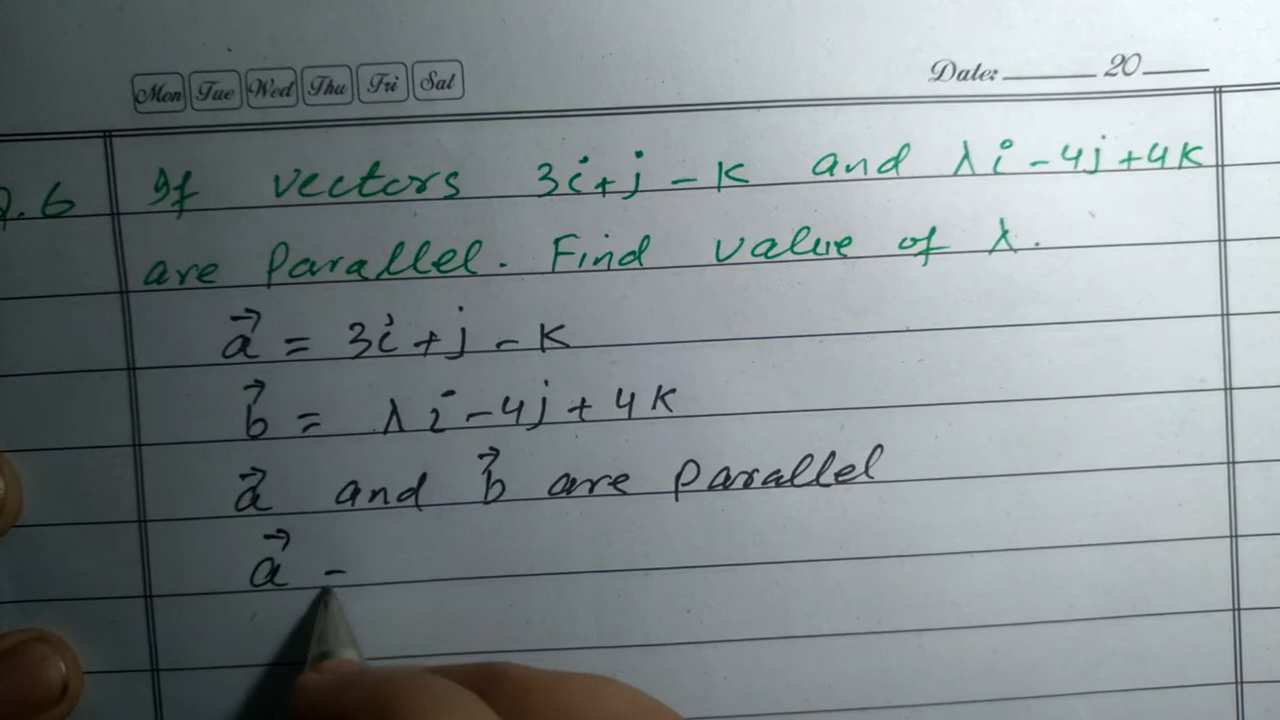 Mon Tue Wed Thu Fri Sat
Date: 20
.6 If vectors 3i+j-k and λi-4j+4k
are Parallel. Find value of λ.
a⃗ = 3i+j-k
b⃗ = λi-4j+4k
a⃗ and b⃗ are Parallel
a⃗ -